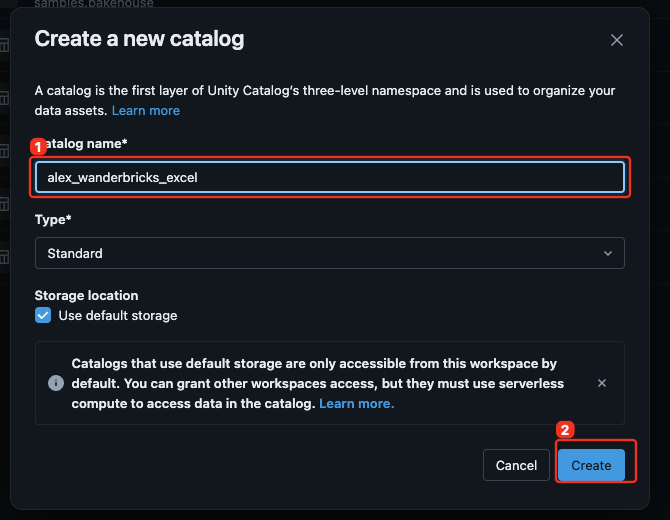 samples.bakehouse
Create a new catalog
A catalog is the first layer of Unity Catalog's three-level namespace and is used to organize your
data assets. Learn more
1
atalog name*
alex_wanderbricks_excel
Type*
Standard
Storage location
Use default storage
Catalogs that use default storage are only accessible from this workspace by
default. You can grant other workspaces access, but they must use serverless
compute to access data in the catalog. Learn more.
2
Cancel
Create